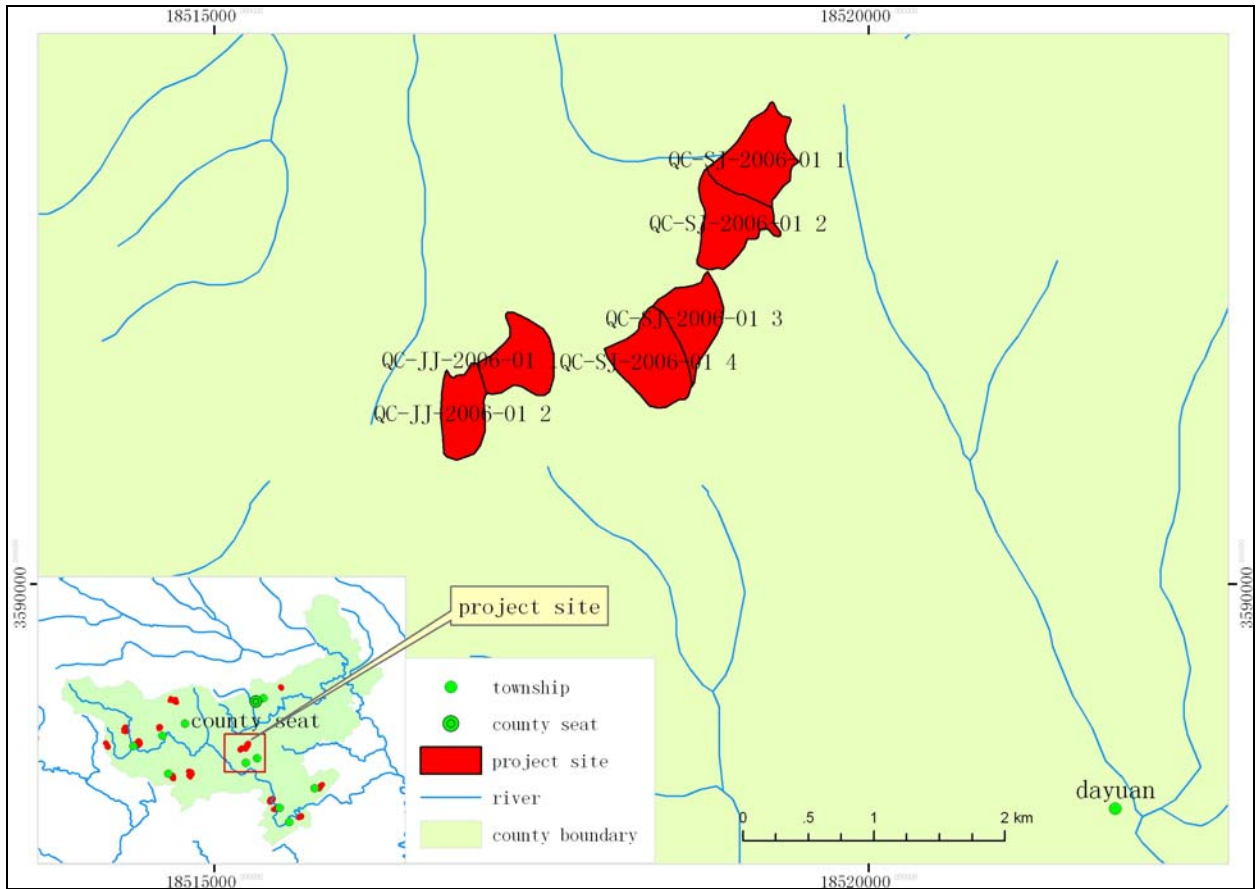 18515000
18520000
QC-SJ-2006-01 1
QC-SJ-2006-01 2
QC-SJ-2006-01 3
QC-JJ-2006-01
QC-SJ-2006-01 4
QC-JJ-2006-01 2
3590000
3590000
project site
township
county seat
county seat
project site
river
county boundary
dayuan
0 .5 1 2 km
18515000
18520000